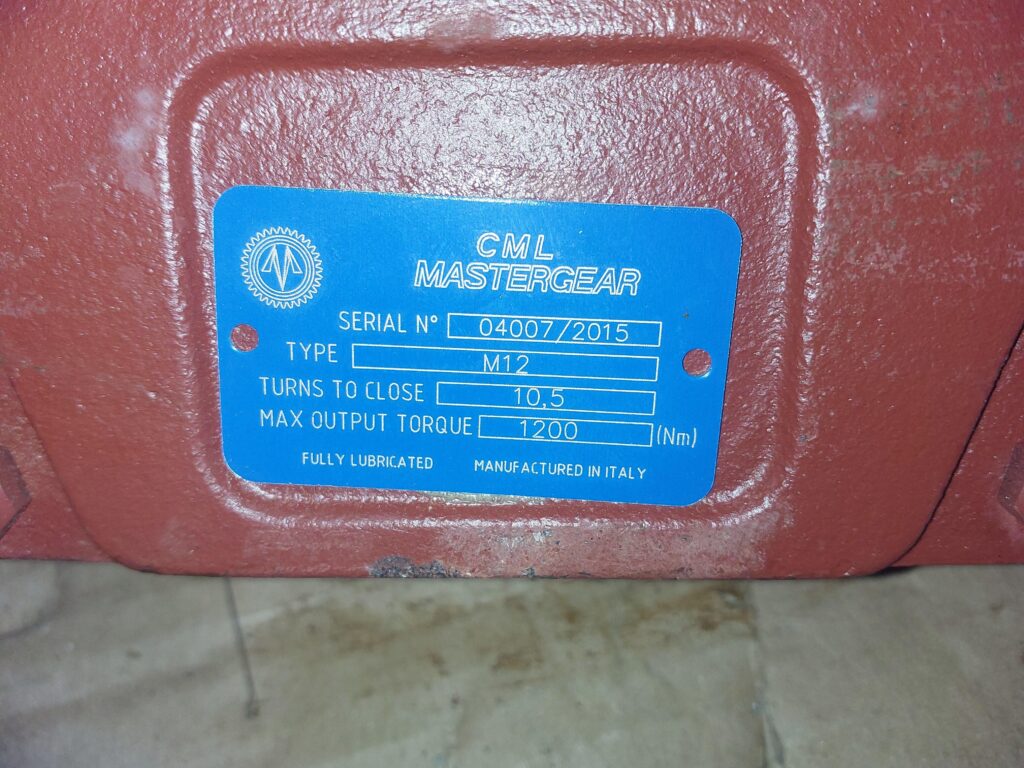 CML
MASTERGEAR
SERIAL N° 04007/2015
TYPE M12
TURNS TO CLOSE 10,5
MAX OUTPUT TORQUE 1200 (Nm)
FULLY LUBRICATED MANUFACTURED IN ITALY